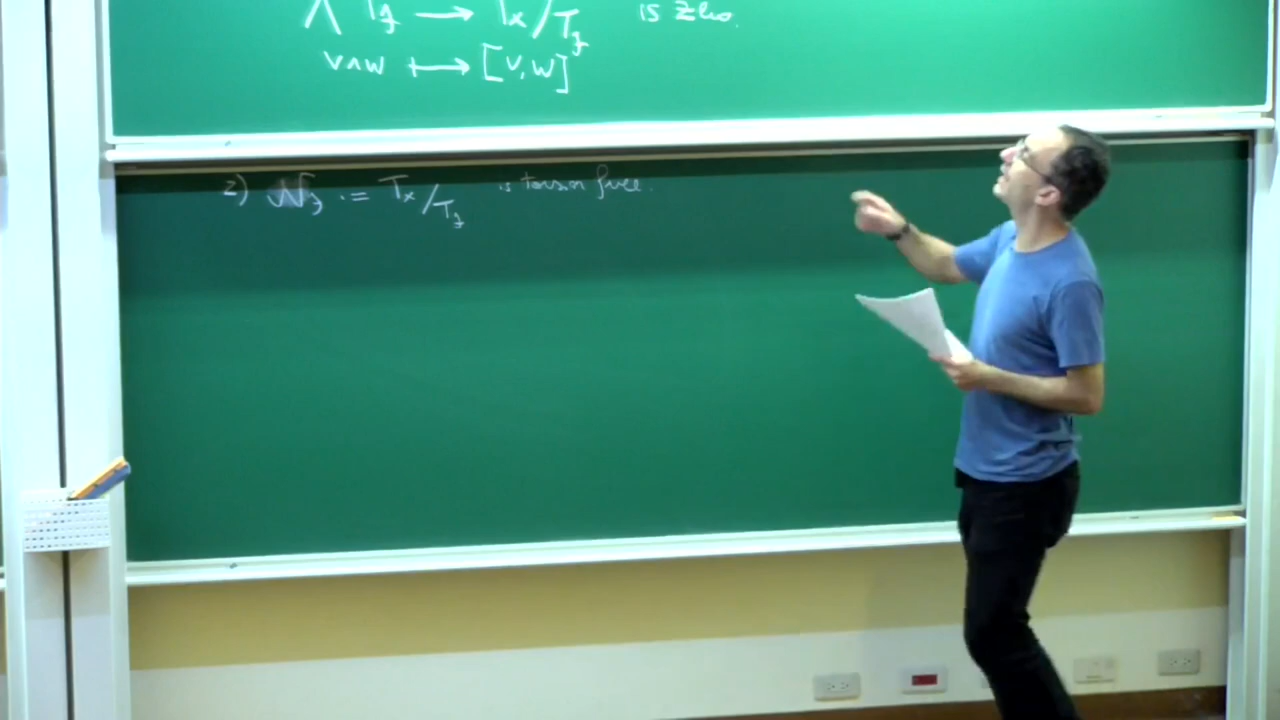 Λ T_F ⟶ T_X/T_F is zero.
v∧w ⟼ [v,w]
2) N_F := T_X/T_F is torsion free.